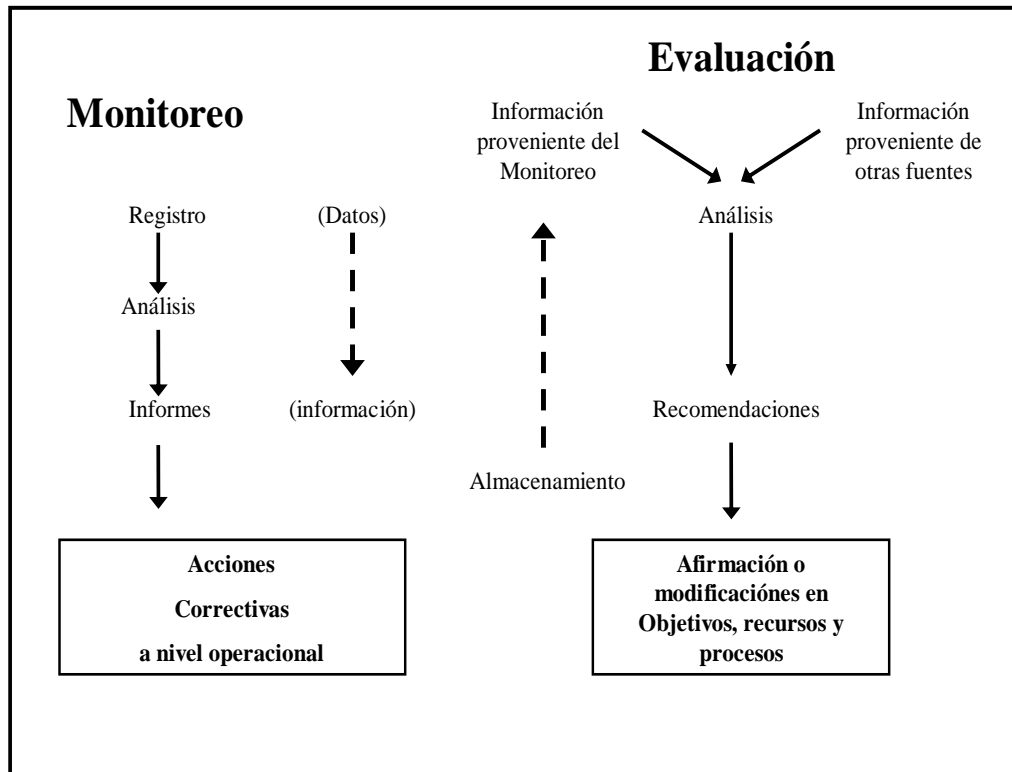 Evaluación
Monitoreo
Información
proveniente del
Monitoreo
Información
proveniente de
otras fuentes
Registro
(Datos)
Análisis
Análisis
Informes
(información)
Recomendaciones
Almacenamiento
Acciones
Correctivas
a nivel operacional
Afirmación o
modificaciónes en
Objetivos, recursos y
procesos